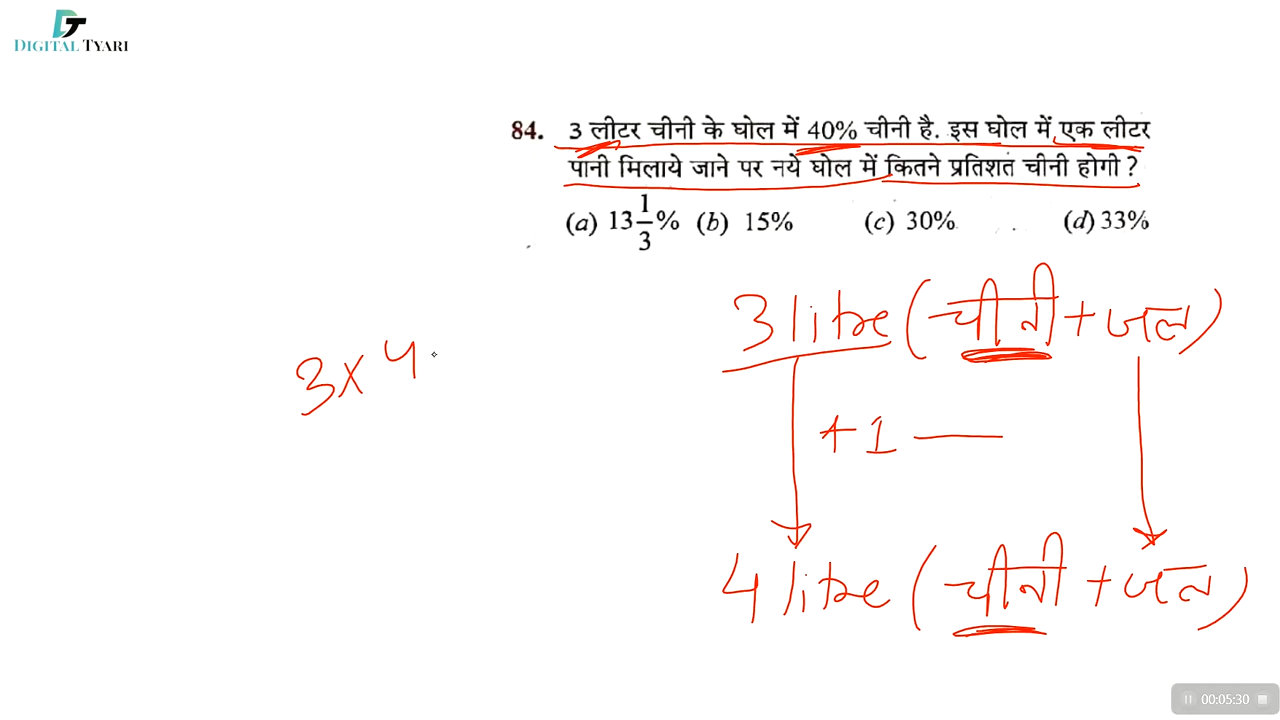 DIGITAL TYARI
84. 3 लीटर चीनी के घोल में 40% चीनी है. इस घोल में, एक लीटर
पानी मिलाये जाने पर नये घोल में कितने प्रतिशत चीनी होगी ?
(a) 13 1/3 % (b) 15% (c) 30% (d) 33%
3 litre (चीनी + जल)
3 x 4
+ 1
4 litre (चीनी + जल)
00:05:30